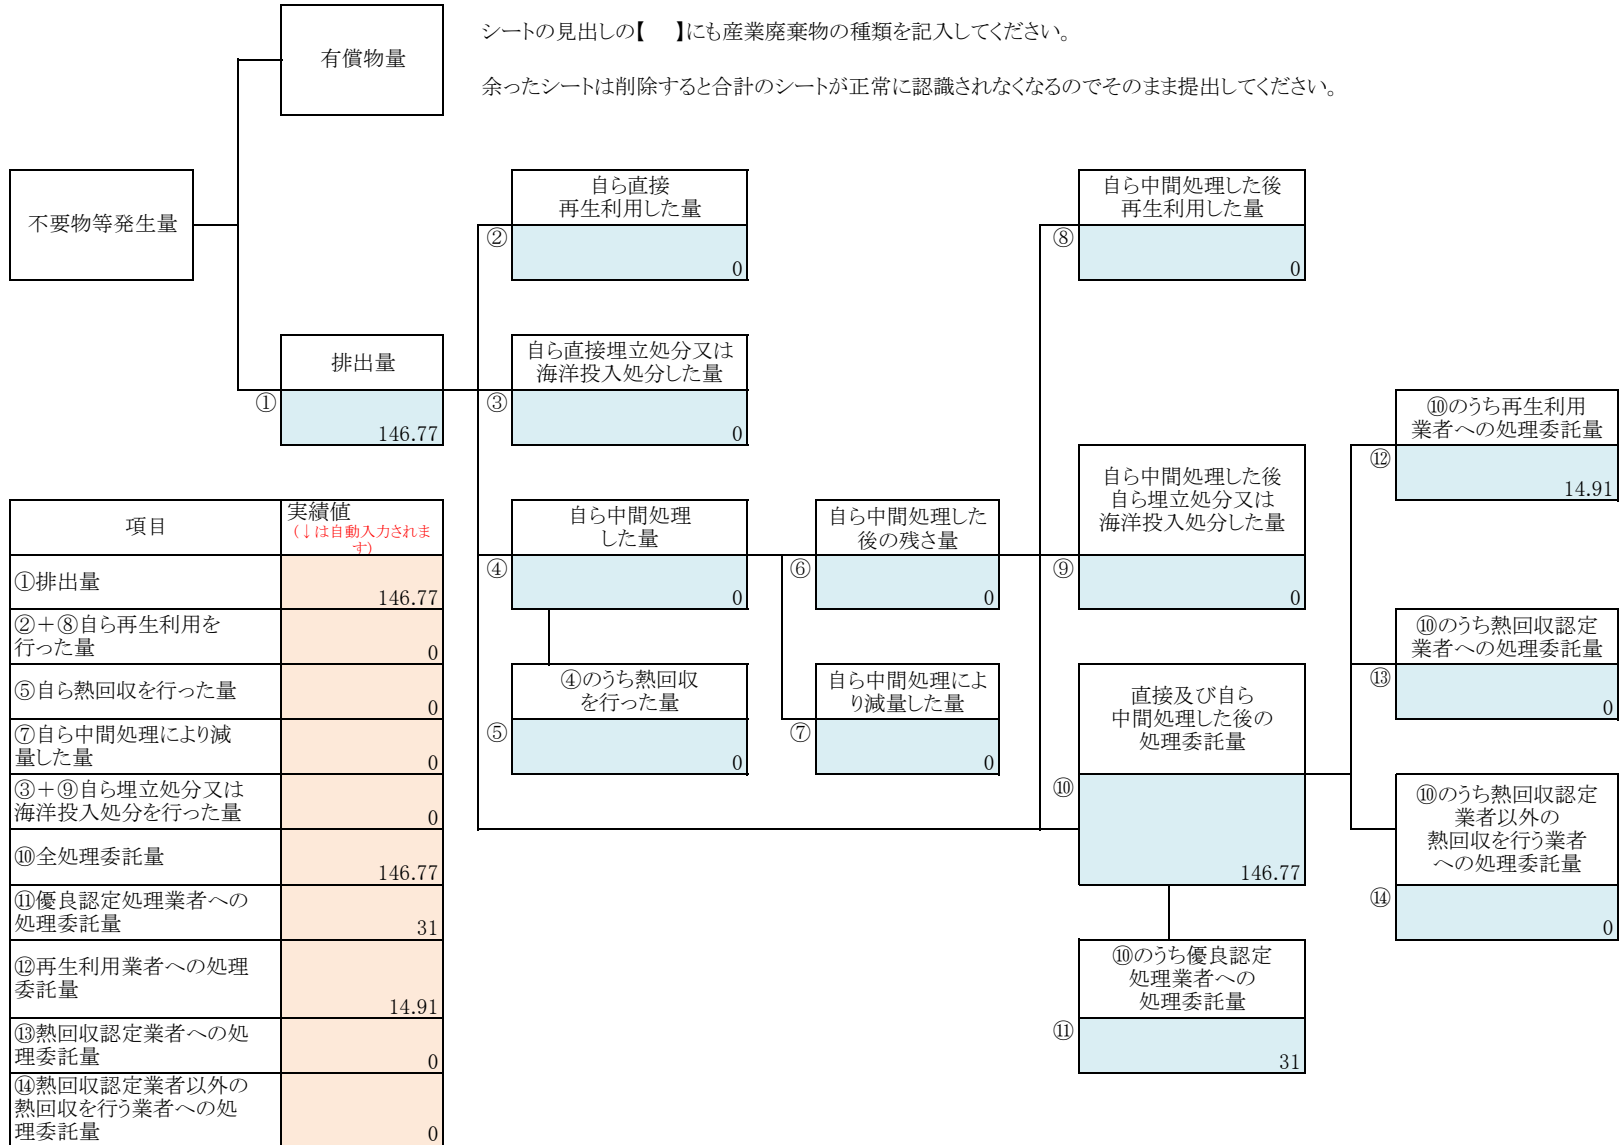 有償物量
シートの見出しの【　】にも産業廃棄物の種類を記入してください。
余ったシートは削除すると合計のシートが正常に認識されなくなるのでそのまま提出してください。
不要物等発生量
自ら直接
再生利用した量
②
0
自ら中間処理した後
再生利用した量
⑧
0
排出量
①
146.77
自ら直接埋立処分又は
海洋投入処分した量
③
0
⑩のうち再生利用
業者への処理委託量
⑫
14.91
自ら中間処理
した量
④
0
自ら中間処理した
後の残さ量
⑥
0
自ら中間処理した後
自ら埋立処分又は
海洋投入処分した量
⑨
0
⑩のうち熱回収認定
業者への処理委託量
⑬
0
④のうち熱回収
を行った量
⑤
0
自ら中間処理によ
り減量した量
⑦
0
直接及び自ら
中間処理した後の
処理委託量
⑩
146.77
⑩のうち熱回収認定
業者以外の
熱回収を行う業者
への処理委託量
⑭
0
⑩のうち優良認定
処理業者への
処理委託量
⑪
31
項目
実績値
(↓は自動入力されま
す)
①排出量
146.77
②＋⑧自ら再生利用を
行った量
0
⑤自ら熱回収を行った量
0
⑦自ら中間処理により減
量した量
0
③＋⑨自ら埋立処分又は
海洋投入処分を行った量
0
⑩全処理委託量
146.77
⑪優良認定処理業者への
処理委託量
31
⑫再生利用業者への処理
委託量
14.91
⑬熱回収認定業者への処
理委託量
0
⑭熱回収認定業者以外の
熱回収を行う業者への処
理委託量
0